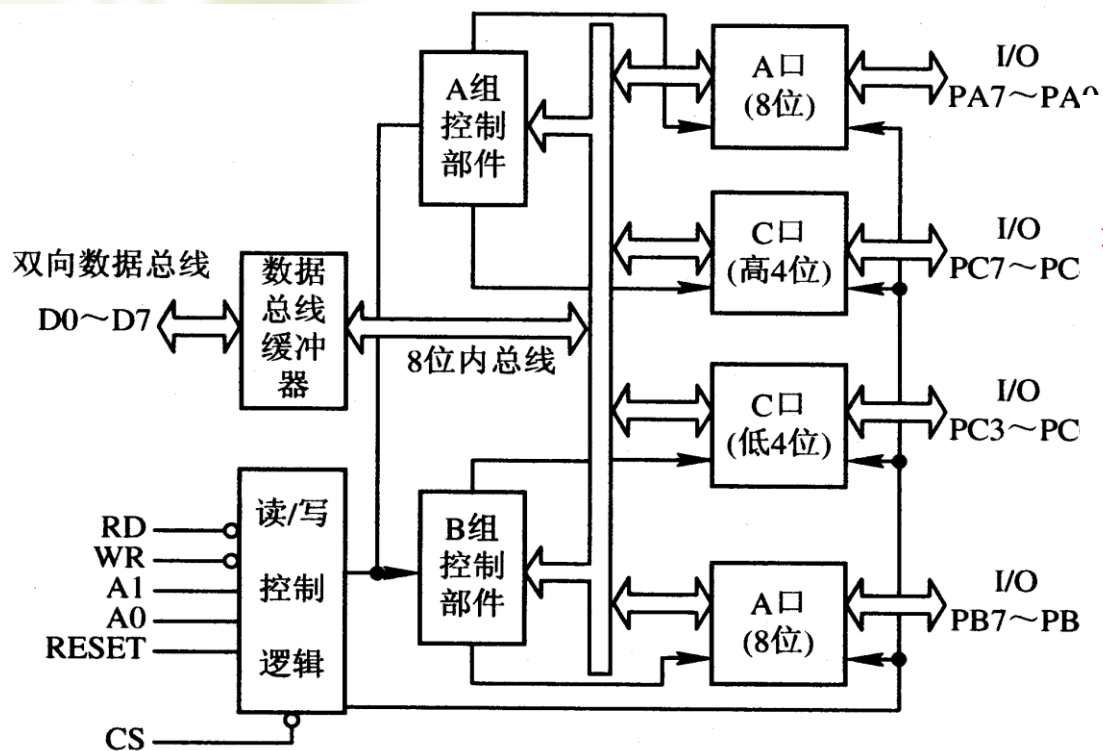 A组
控制
部件
A口
(8位)
I/O
PA7～PA
C口
(高4位)
I/O
PC7～PC
双向数据总线
D0～D7
数据
总线
缓冲
器
8位内总线
C口
(低4位)
I/O
PC3～PC
读/写
控制
逻辑
RD
WR
A1
A0
RESET
CS
B组
控制
部件
A口
(8位)
I/O
PB7～PB